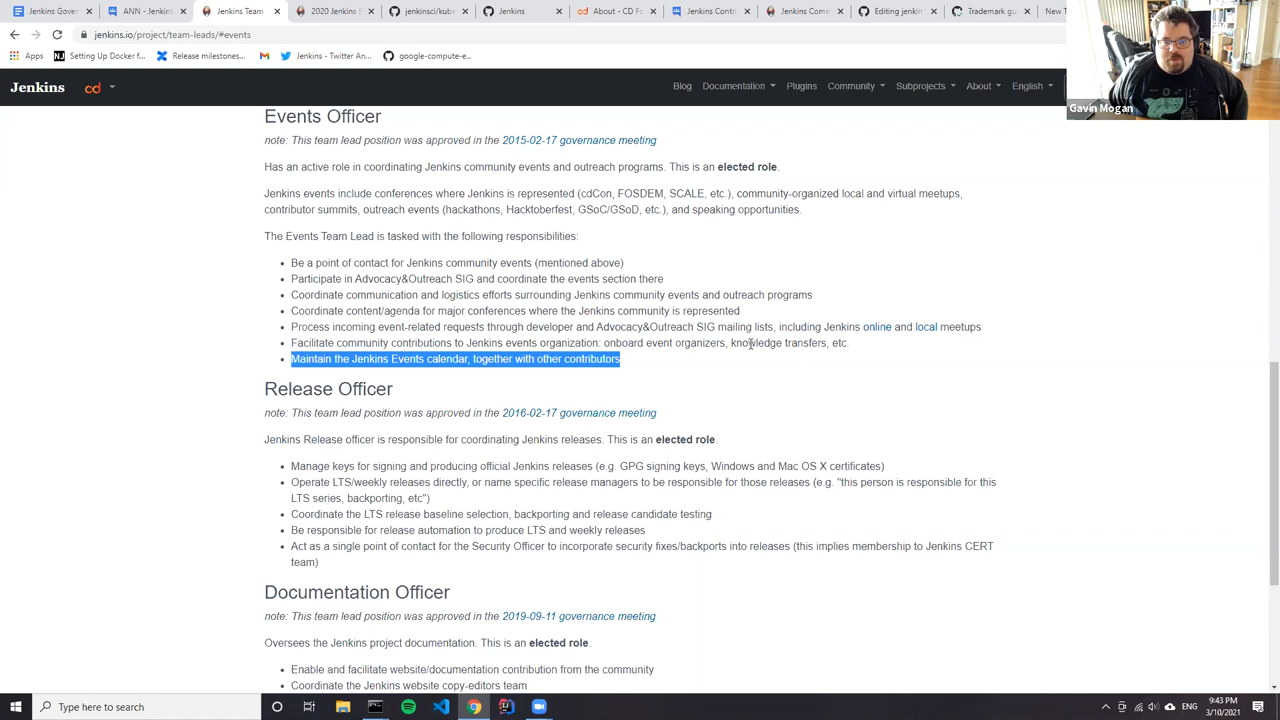 Jenkins Gover
ANN - Jenkins
Jenkins Team
2020 Jenkins S
jenkinsci/kube
Jenkins
About - CD Fo
Jenkins Contri
Jenkins Com
Editing jenkin
Trademark gu
New T
jenkins.io/project/team-leads/#events
Apps
Setting Up Docker f...
Release milestones...
Jenkins - Twitter An...
google-compute-e...
Jenkins
cd
Blog
Documentation
Plugins
Community
Subprojects
About
English
Gavin Mogan
Events Officer
note: This team lead position was approved in the 2015-02-17 governance meeting
Has an active role in coordinating Jenkins community events and outreach programs. This is an elected role.
Jenkins events include conferences where Jenkins is represented (cdCon, FOSDEM, SCALE, etc.), community-organized local and virtual meetups,
contributor summits, outreach events (hackathons, Hacktoberfest, GSoC/GSoD, etc.), and speaking opportunities.
The Events Team Lead is tasked with the following responsibilities:
Be a point of contact for Jenkins community events (mentioned above)
Participate in Advocacy&Outreach SIG and coordinate the events section there
Coordinate communication and logistics efforts surrounding Jenkins community events and outreach programs
Coordinate content/agenda for major conferences where the Jenkins community is represented
Process incoming event-related requests through developer and Advocacy&Outreach SIG mailing lists, including Jenkins online and local meetups
Facilitate community contributions to Jenkins events organization: onboard event organizers, knowledge transfers, etc.
Maintain the Jenkins Events calendar, together with other contributors
Release Officer
note: This team lead position was approved in the 2016-02-17 governance meeting
Jenkins Release officer is responsible for coordinating Jenkins releases. This is an elected role.
Manage keys for signing and producing official Jenkins releases (e.g. GPG signing keys, Windows and Mac OS X certificates)
Operate LTS/weekly releases directly, or name specific release managers to be responsible for those releases (e.g. "this person is responsible for this
LTS series, backporting, etc")
Coordinate the LTS release baseline selection, backporting and release candidate testing
Be responsible for release automation to produce LTS and weekly releases
Act as a single point of contact for the Security Officer to incorporate security fixes/backports into releases (this implies membership to Jenkins CERT
team)
Documentation Officer
note: This team lead position was approved in the 2019-09-11 governance meeting
Oversees the Jenkins project documentation. This is an elected role.
Enable and facilitate website/documentation contribution from the community
Coordinate the Jenkins website copy-editors team
Type here to search
ENG
9:43 PM
3/10/2021